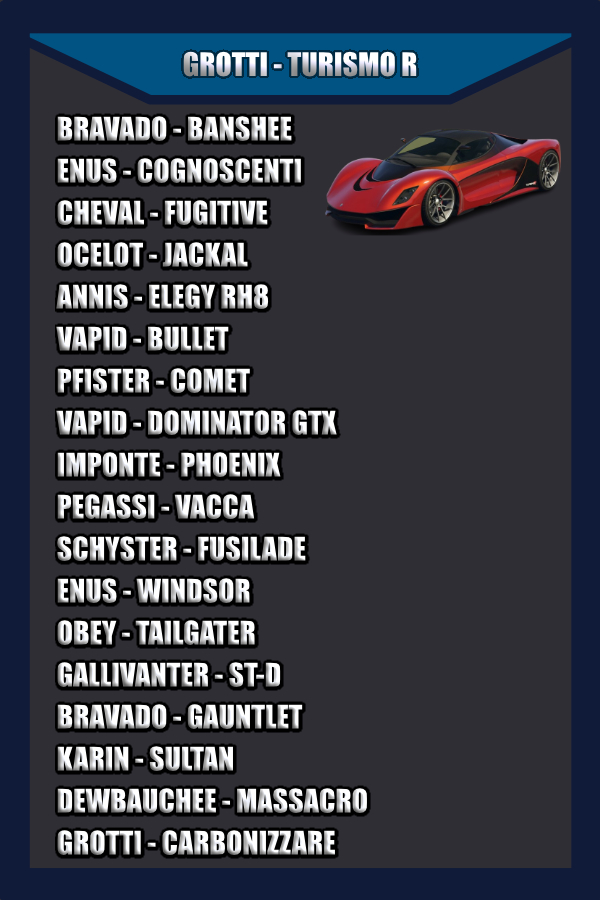 GROTTI - TURISMO R
BRAVADO - BANSHEE
ENUS - COGNOSCENTI
CHEVAL - FUGITIVE
OCELOT - JACKAL
ANNIS - ELEGY RH8
VAPID - BULLET
PFISTER - COMET
VAPID - DOMINATOR GTX
IMPONTE - PHOENIX
PEGASSI - VACCA
SCHYSTER - FUSILADE
ENUS - WINDSOR
OBEY - TAILGATER
GALLIVANTER - ST-D
BRAVADO - GAUNTLET
KARIN - SULTAN
DEWBAUCHEE - MASSACRO
GROTTI - CARBONIZZARE